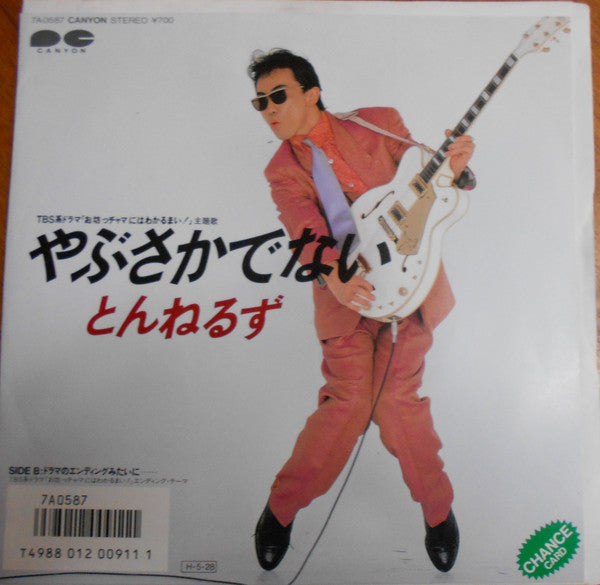 7A0587 CANYON STEREO ¥700
CANYON
TBS系ドラマ「お坊っチャマにはわかるまい!」主題歌
やぶさかでない
とんねるず
SIDE B:ドラマのエンディングみたいに……
TBS系ドラマ「お坊っチャマにはわかるまい!」エンディング・テーマ
7A0587
T4988 012 00911 1
H-5-28
CHANCE
CARD